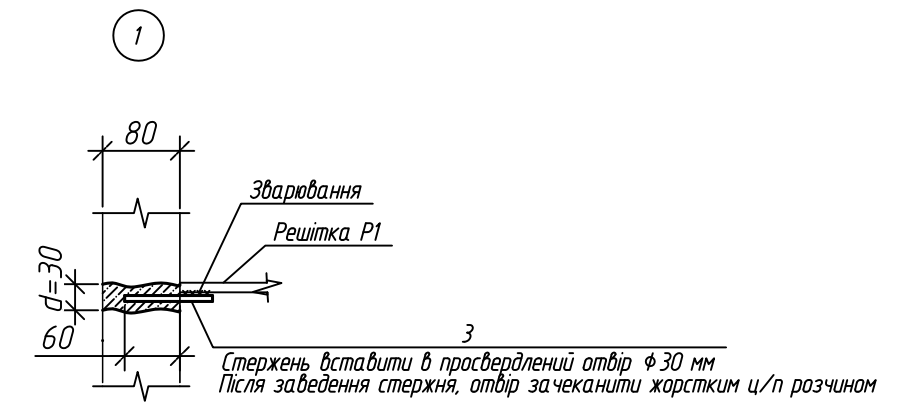 1
80
Зварювання
Решітка Р1
d=30
60
3
Стержень вставити в просвердлений отвір ϕ30 мм
Після заведення стержня, отвір зачеканити жорстким ц/п розчином